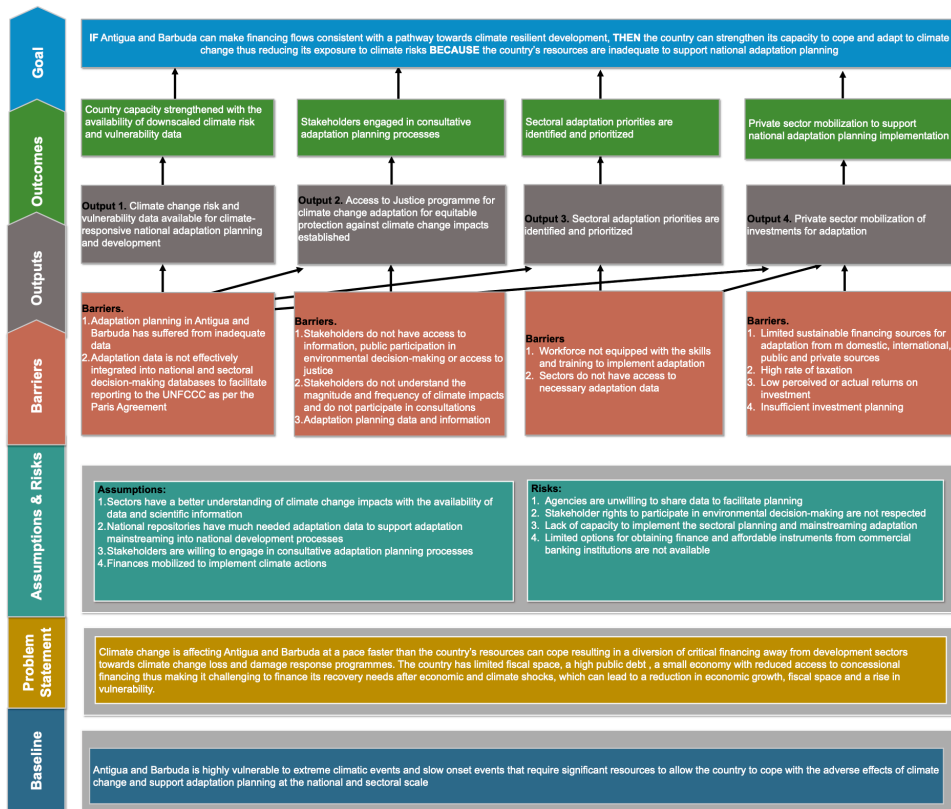 Goal
IF Antigua and Barbuda can make financing flows consistent with a pathway towards climate resilient development, THEN the country can strengthen its capacity to cope and adapt to climate
change thus reducing its exposure to climate risks BECAUSE the country's resources are inadequate to support national adaptation planning
Outcomes
Country capacity strengthened with the
availability of downscaled climate risk
and vulnerability data
Stakeholders engaged in consultative
adaptation planning processes
Sectoral adaptation priorities
are identified and prioritized
Private sector mobilization to support
national adaptation planning implementation
Outputs
Output 1. Climate change risk and
vulnerability data available for climate-
responsive national adaptation planning
and development
Output 2. Access to Justice programme for
climate change adaptation for equitable
protection against climate change impacts
established
Output 3. Sectoral adaptation priorities are
identified and prioritized
Output 4. Private sector mobilization of
investments for adaptation
Barriers
Barriers.
1.Adaptation planning in Antigua and
Barbuda has suffered from inadequate
data
2.Adaptation data is not effectively
integrated into national and sectoral
decision-making databases to facilitate
reporting to the UNFCCC as per the
Paris Agreement
Barriers.
1.Stakeholders do not have access to
information, public participation in
environmental decision-making or access to
justice
2.Stakeholders do not understand the
magnitude and frequency of climate impacts
and do not participate in consultations
3.Adaptation planning data and information
Barriers
1. Workforce not equipped with the skills
and training to implement adaptation
2. Sectors do not have access to
necessary adaptation data
Barriers.
1. Limited sustainable financing sources for
adaptation from m domestic, international,
public and private sources
2. High rate of taxation
3. Low perceived or actual returns on
investment
4. Insufficient investment planning
Assumptions & Risks
Assumptions:
1.Sectors have a better understanding of climate change impacts with the availability of
data and scientific information
2.National repositories have much needed adaptation data to support adaptation
mainstreaming into national development processes
3.Stakeholders are willing to engage in consultative adaptation planning processes
4.Finances mobilized to implement climate actions
Risks:
1. Agencies are unwilling to share data to facilitate planning
2. Stakeholder rights to participate in environmental decision-making are not respected
3. Lack of capacity to implement the sectoral planning and mainstreaming adaptation
4. Limited options for obtaining finance and affordable instruments from commercial
banking institutions are not available
Problem
Statement
Climate change is affecting Antigua and Barbuda at a pace faster than the country's resources can cope resulting in a diversion of critical financing away from development sectors
towards climate change loss and damage response programmes. The country has limited fiscal space, a high public debt , a small economy with reduced access to concessional
financing thus making it challenging to finance its recovery needs after economic and climate shocks, which can lead to a reduction in economic growth, fiscal space and a rise in
vulnerability.
Baseline
Antigua and Barbuda is highly vulnerable to extreme climatic events and slow onset events that require significant resources to allow the country to cope with the adverse effects of climate
change and support adaptation planning at the national and sectoral scale